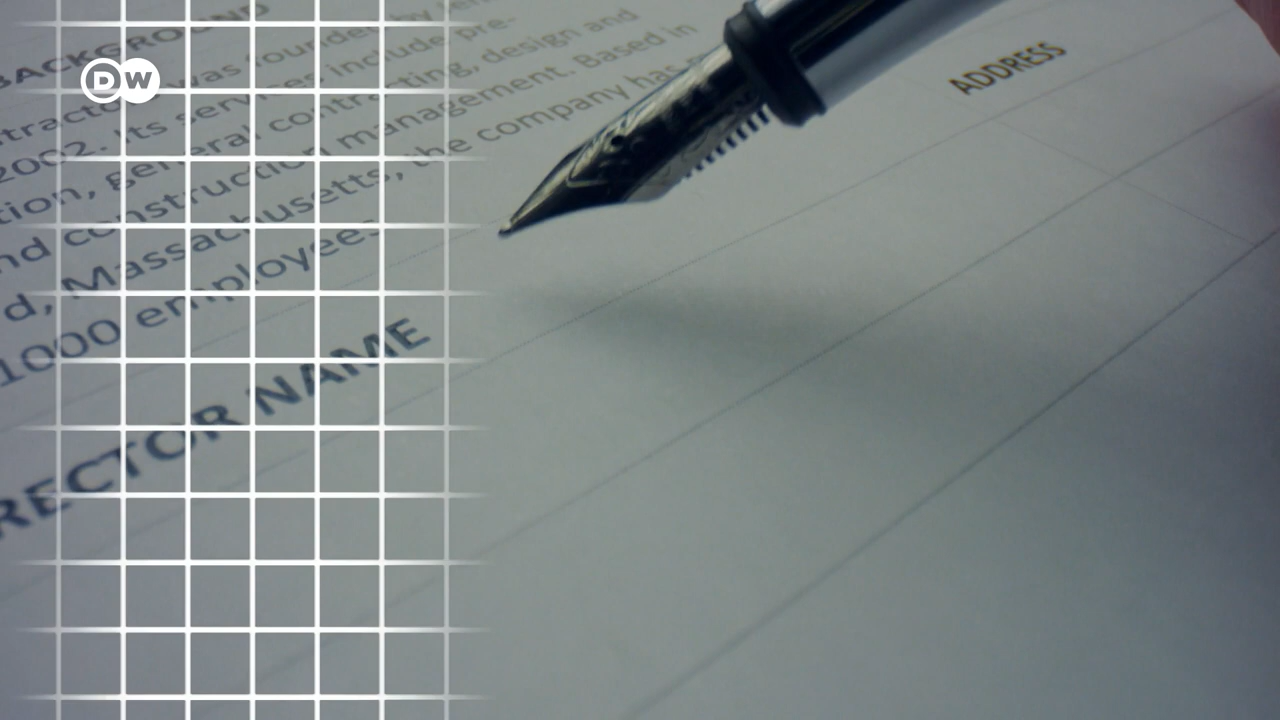 DW
BACKGROUND
was founded by
2002. Its services include pre-
tion, general contracting, design and
nd construction management. Based in
d, Massachusetts, the company has
1000 employees.
RECTOR NAME
ADDRESS